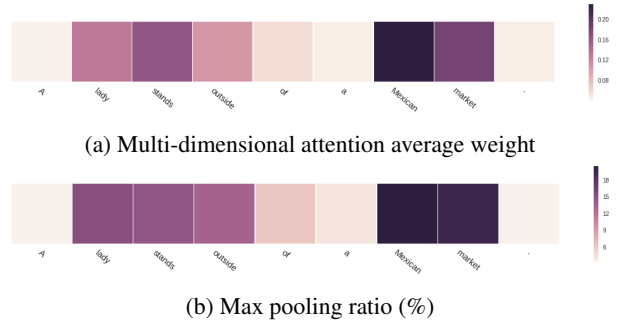 0.20
0.16
0.12
0.08
A lady stands outside of a Mexican market .
(a) Multi-dimensional attention average weight
18
15
12
9
6
A lady stands outside of a Mexican market .
(b) Max pooling ratio (%)